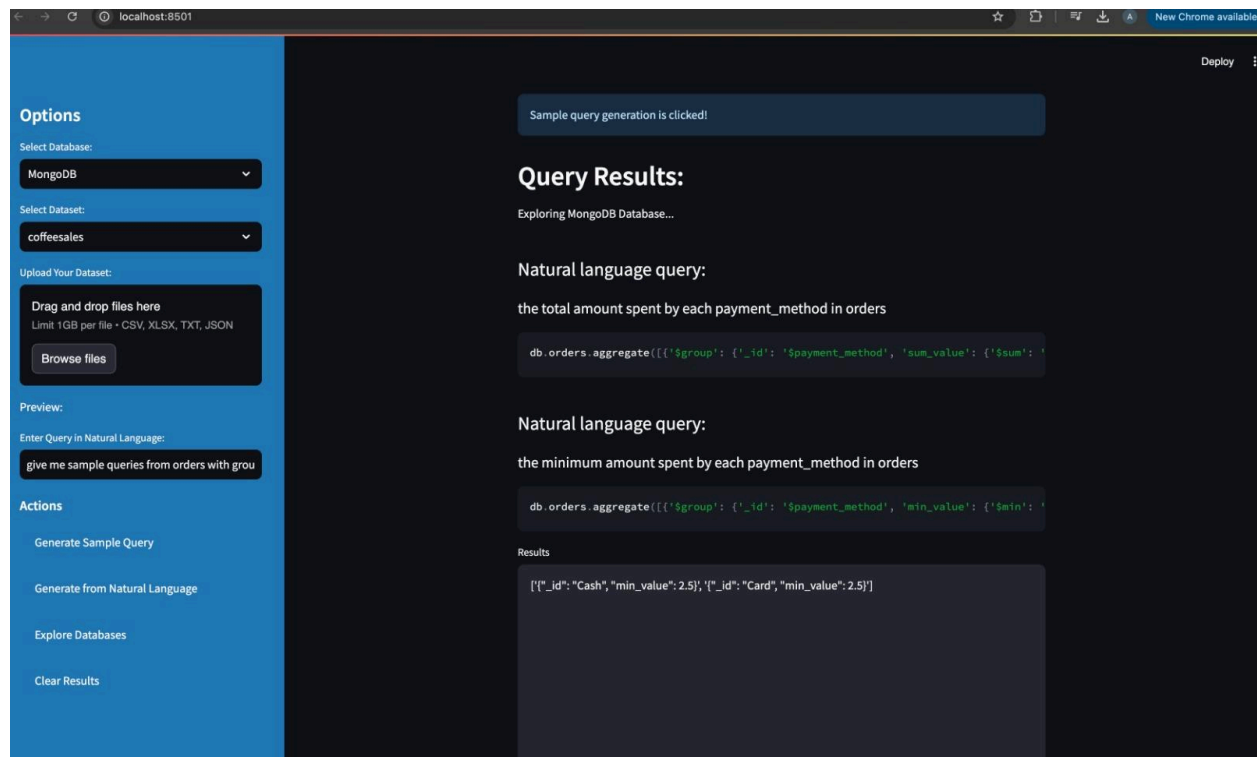 localhost:8501
A
New Chrome available
Deploy
Options
Select Database:
MongoDB
Select Dataset:
coffeesales
Upload Your Dataset:
Drag and drop files here
Limit 1GB per file • CSV, XLSX, TXT, JSON
Browse files
Preview:
Enter Query in Natural Language:
give me sample queries from orders with grou
Actions
Generate Sample Query
Generate from Natural Language
Explore Databases
Clear Results
Sample query generation is clicked!
Query Results:
Exploring MongoDB Database...
Natural language query:
the total amount spent by each payment_method in orders
db.orders.aggregate([{'$group': {'_id': '$payment_method', 'sum_value': {'$sum': '
Natural language query:
the minimum amount spent by each payment_method in orders
db.orders.aggregate([{'$group': {'_id': '$payment_method', 'min_value': {'$min': '
Results
['{"_id": "Cash", "min_value": 2.5}', '{"_id": "Card", "min_value": 2.5}']